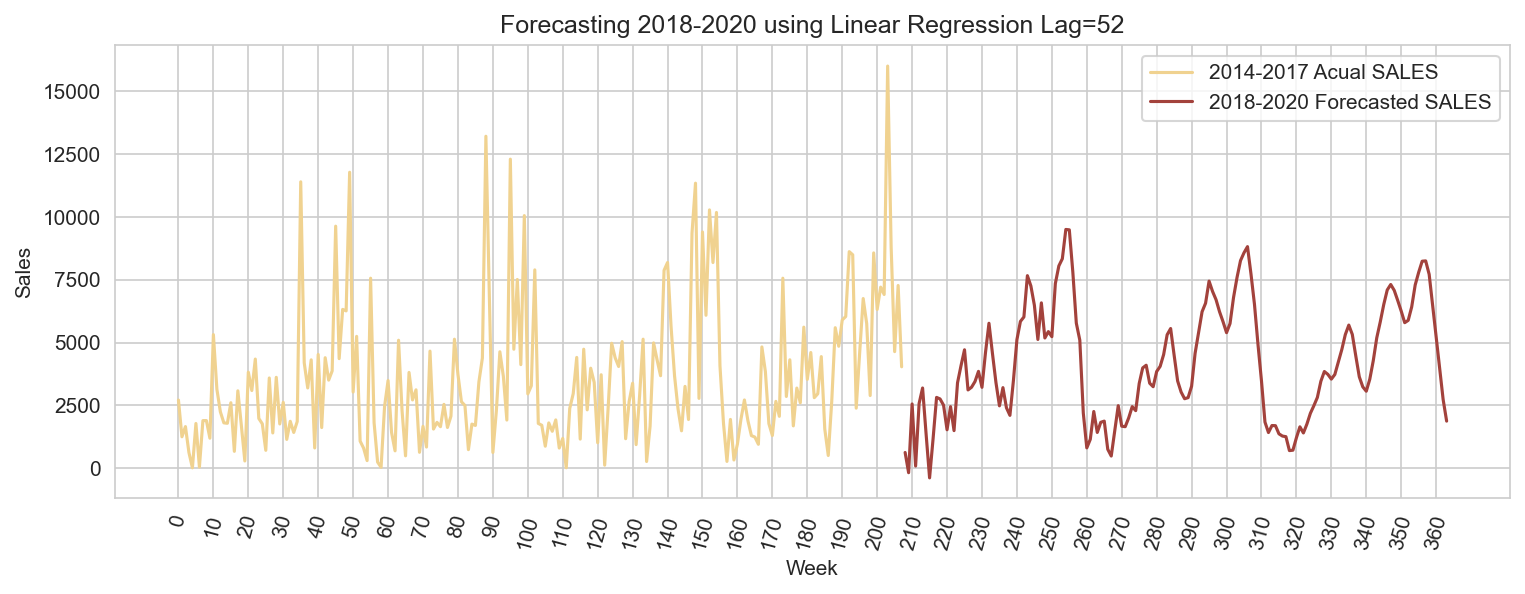 Forecasting 2018-2020 using Linear Regression Lag=52
2014-2017 Acual SALES
2018-2020 Forecasted SALES
Sales
15000
12500
10000
7500
5000
2500
0
0 10 20 30 40 50 60 70 80 90 100 110 120 130 140 150 160 170 180 190 200 210 220 230 240 250 260 270 280 290 300 310 320 330 340 350 360
Week